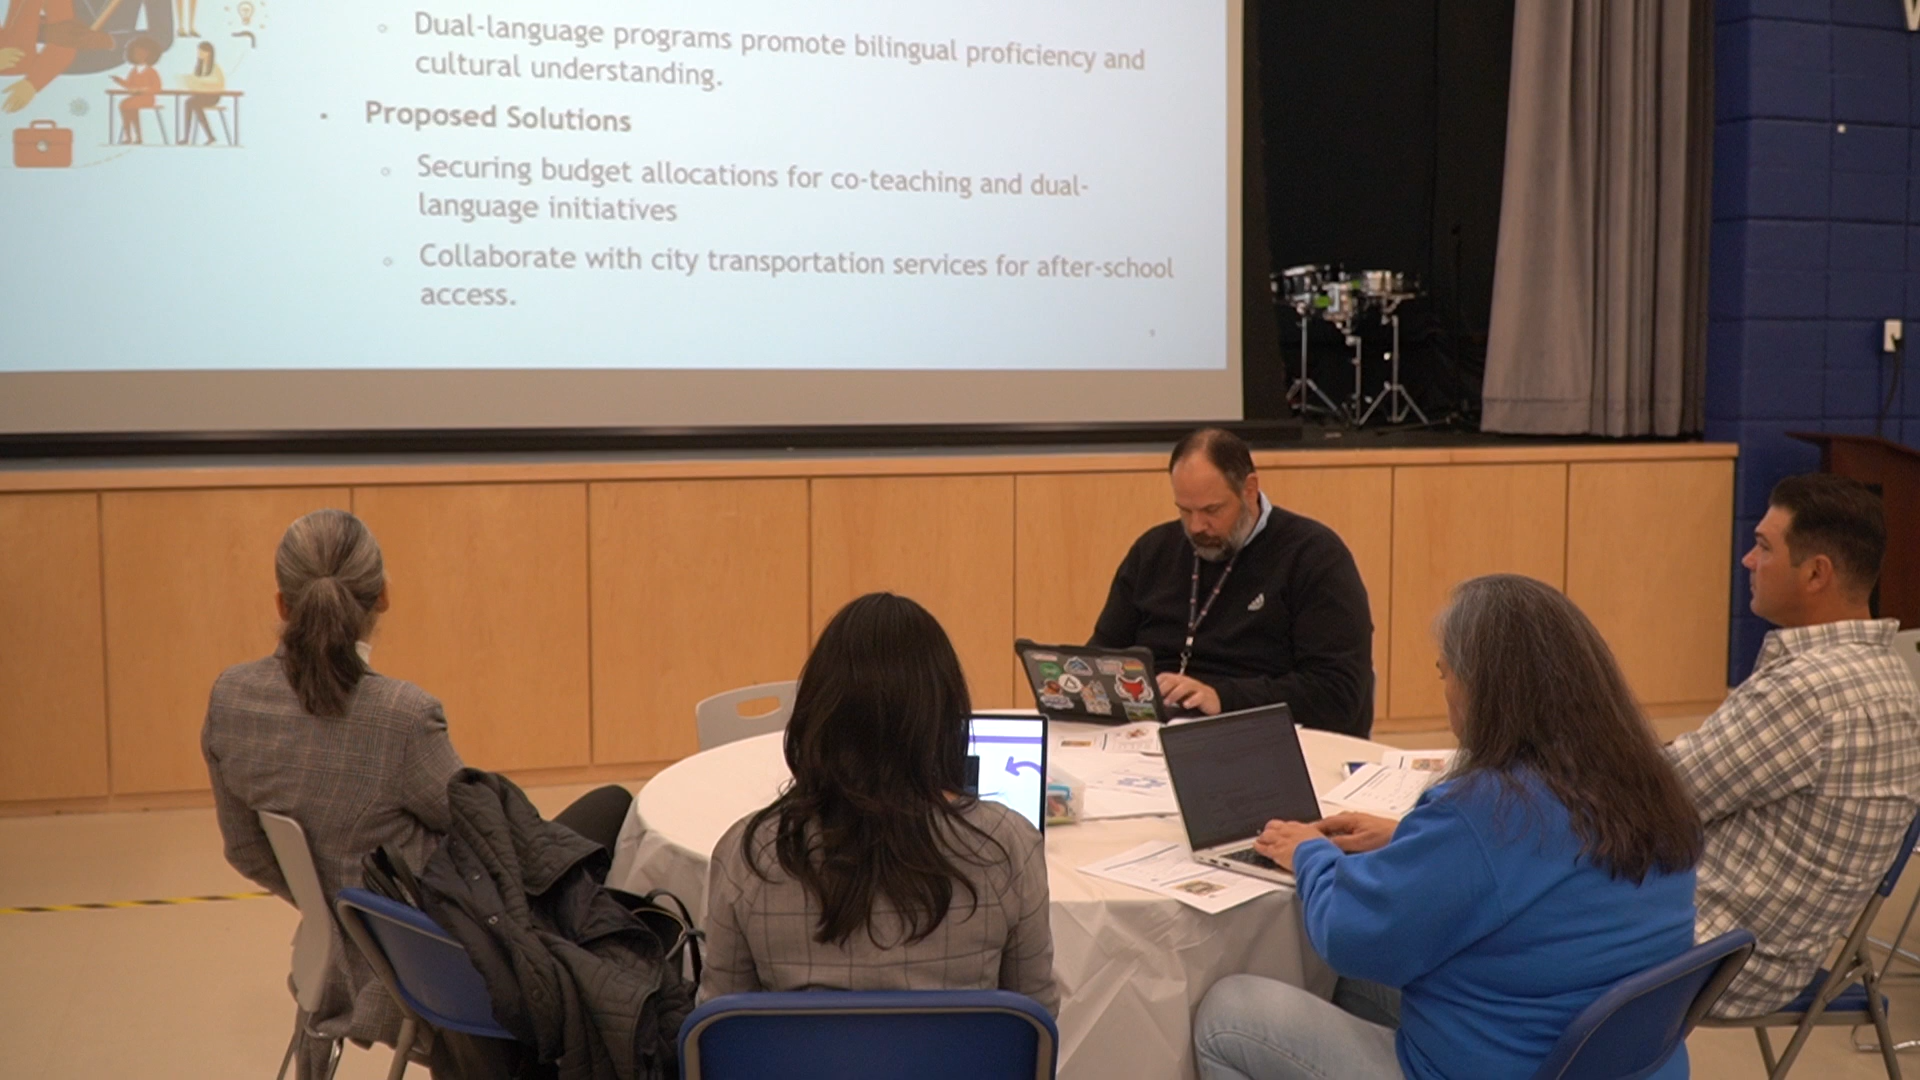 Dual-language programs promote bilingual proficiency and
cultural understanding.
Proposed Solutions
Securing budget allocations for co-teaching and dual-
language initiatives
Collaborate with city transportation services for after-school
access.